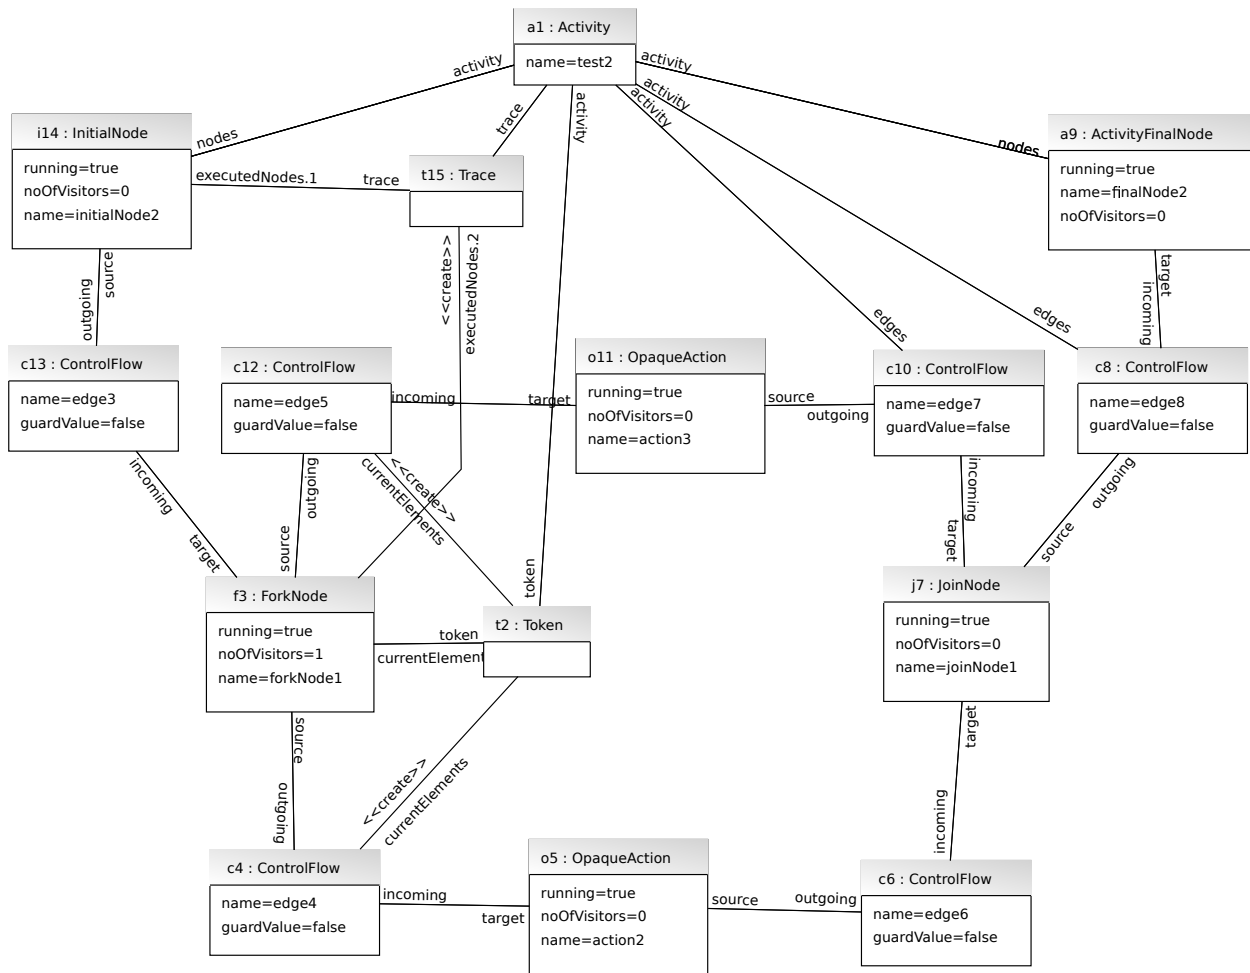 a1 : Activity
name=test2
activity
activity
activity
activity
activity
trace
i14 : InitialNode
running=true
noOfVisitors=0
name=initialNode2
nodes
executedNodes.1
trace
t15 : Trace
a9 : ActivityFinalNode
running=true
name=finalNode2
noOfVisitors=0
nodes
source
outgoing
<<create>>
executedNodes.2
target
incoming
edges
edges
c13 : ControlFlow
name=edge3
guardValue=false
c12 : ControlFlow
name=edge5
guardValue=false
incoming
target
o11 : OpaqueAction
running=true
noOfVisitors=0
name=action3
source
outgoing
c10 : ControlFlow
name=edge7
guardValue=false
c8 : ControlFlow
name=edge8
guardValue=false
incoming
target
outgoing
source
<<create>>
currentElements
incoming
target
outgoing
source
f3 : ForkNode
running=true
noOfVisitors=1
name=forkNode1
token
currentElement
token
t2 : Token
j7 : JoinNode
running=true
noOfVisitors=0
name=joinNode1
source
outgoing
<<create>>
currentElements
target
incoming
c4 : ControlFlow
name=edge4
guardValue=false
incoming
target
o5 : OpaqueAction
running=true
noOfVisitors=0
name=action2
source
outgoing
c6 : ControlFlow
name=edge6
guardValue=false